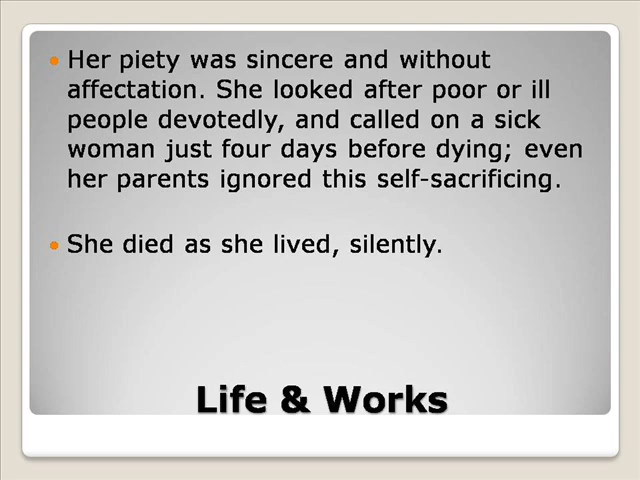 Her piety was sincere and without
affectation. She looked after poor or ill
people devotedly, and called on a sick
woman just four days before dying; even
her parents ignored this self-sacrificing.
She died as she lived, silently.
Life & Works